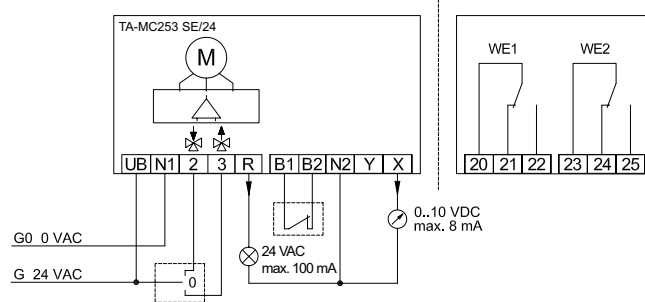 TA-MC253 SE/24
WE1 WE2
M
UB N1 2 3 R B1 B2 N2 Y X
20 21 22 23 24 25
0..10 VDC
max. 8 mA
G0 0 VAC
24 VAC
max. 100 mA
G 24 VAC
0